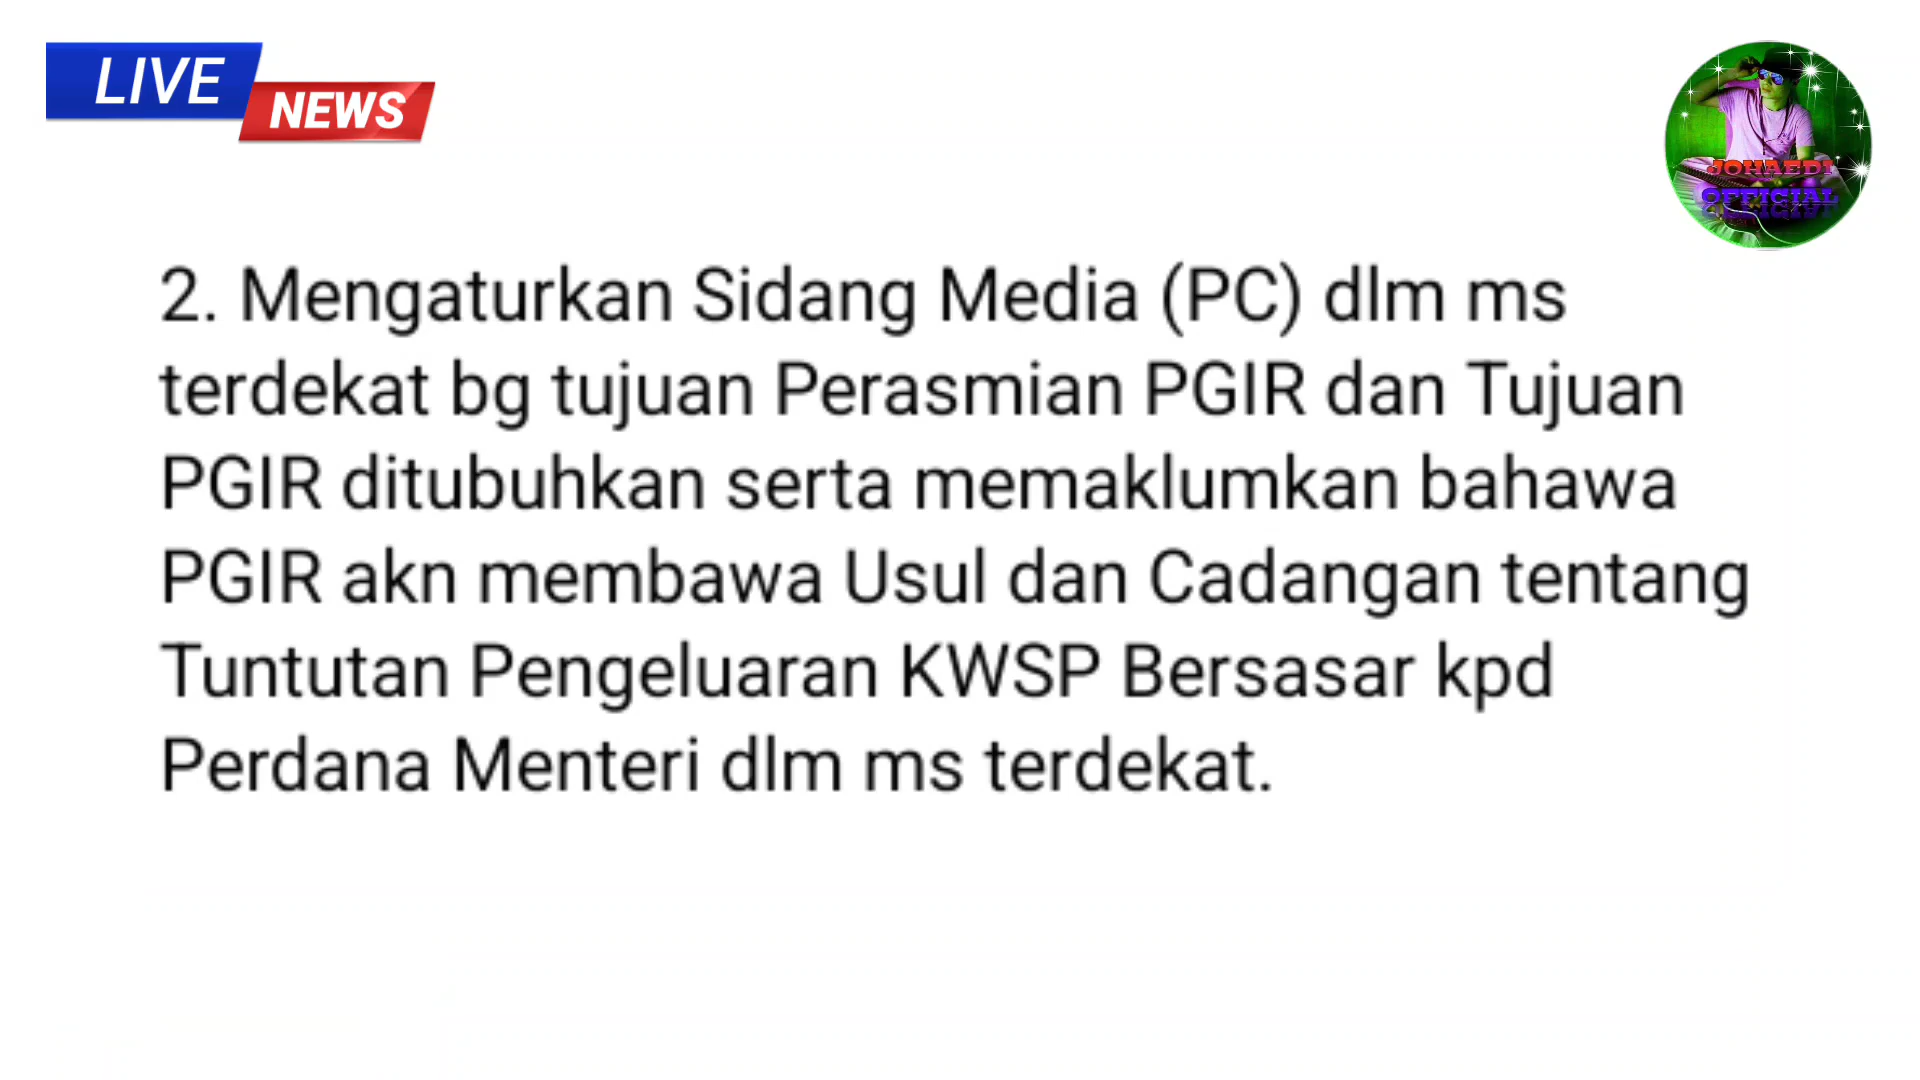 LIVE
NEWS
JOHAEDI
OFFICIAL
2. Mengaturkan Sidang Media (PC) dlm ms
terdekat bg tujuan Perasmian PGIR dan Tujuan
PGIR ditubuhkan serta memaklumkan bahawa
PGIR akn membawa Usul dan Cadangan tentang
Tuntutan Pengeluaran KWSP Bersasar kpd
Perdana Menteri dlm ms terdekat.